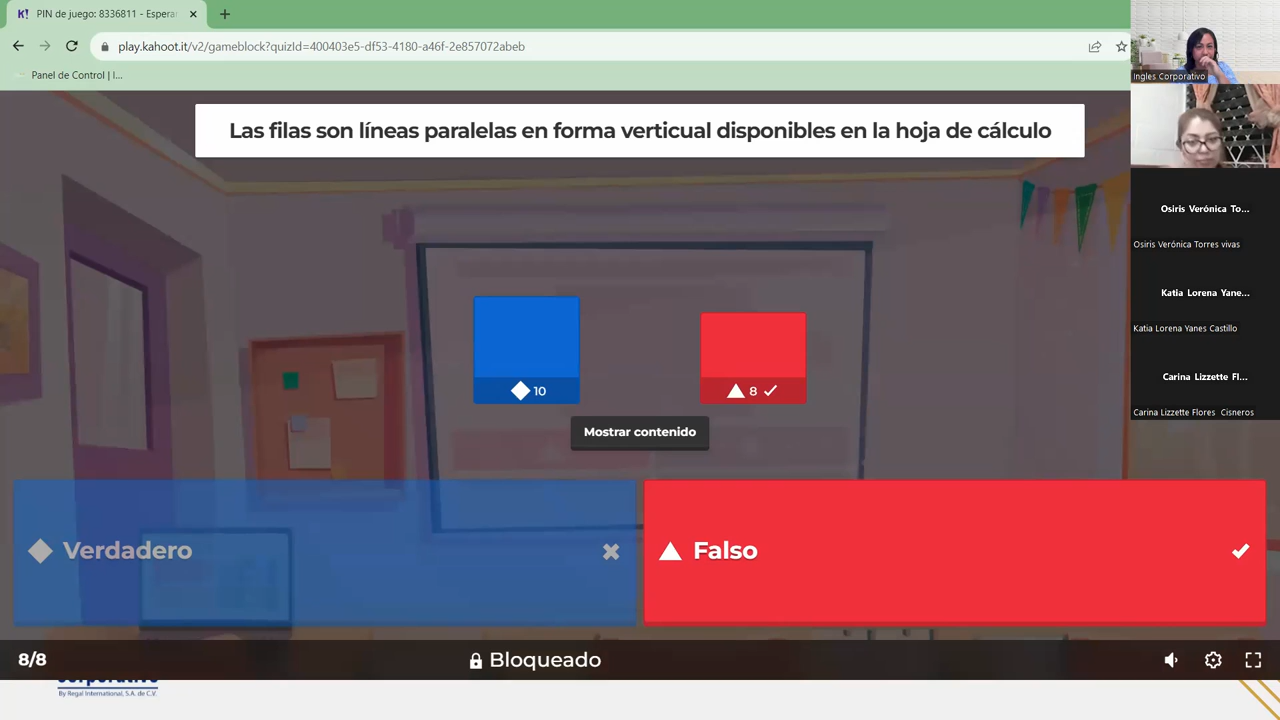 K! PIN de juego: 8336811 - Espera
play.kahoot.it/v2/gameblock?quizId=400403e5-df53-4180-a46f-2e857072abeb
Panel de Control | I...
Ingles Corporativo
Las filas son líneas paralelas en forma verticual disponibles en la hoja de cálculo
Osiris Verónica To...
Osiris Verónica Torres vivas
Katia Lorena Yane...
Katia Lorena Yanes Castillo
Carina Lizzette Fl...
Carina Lizzette Flores Cisneros
10
8
Mostrar contenido
Verdadero
Falso
8/8
Bloqueado
By Regal International, S.A. de C.V.